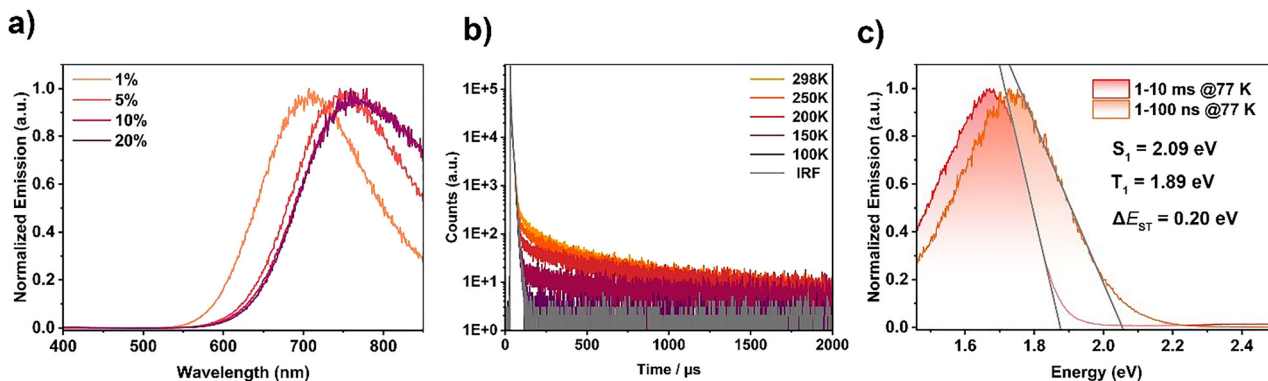 a)
Normalized Emission (a.u.)
1.0
0.8
0.6
0.4
0.2
0.0
1%
5%
10%
20%
400
500
600
700
800
Wavelength (nm)
b)
Counts (a.u.)
1E+5
1E+4
1E+3
1E+2
1E+1
1E+0
298K
250K
200K
150K
100K
IRF
0
500
1000
1500
2000
Time / µs
c)
Normalized Emission (a.u.)
1.0
0.8
0.6
0.4
0.2
0.0
1-10 ms @77 K
1-100 ns @77 K
S₁ = 2.09 eV
T₁ = 1.89 eV
ΔE_ST = 0.20 eV
1.6
1.8
2.0
2.2
2.4
Energy (eV)